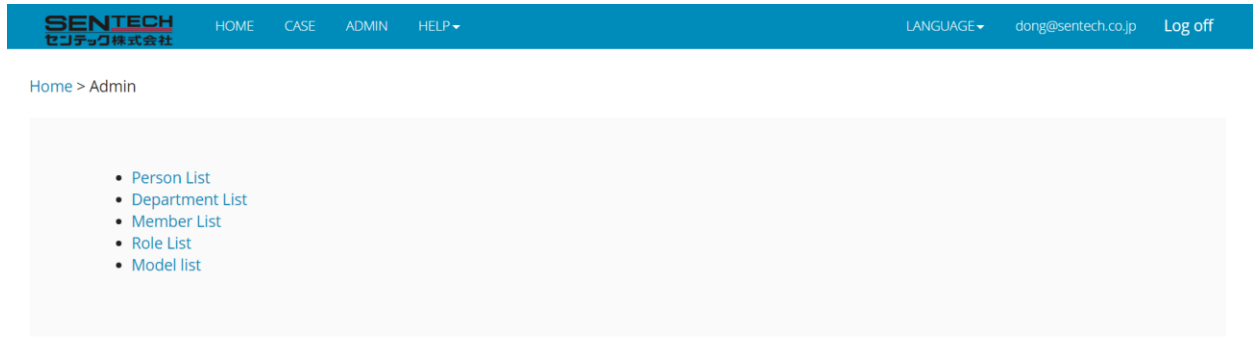 SENTECH HOME CASE ADMIN HELP LANGUAGE dong@sentech.co.jp Log off
センテック株式会社
Home > Admin
Person List
Department List
Member List
Role List
Model list